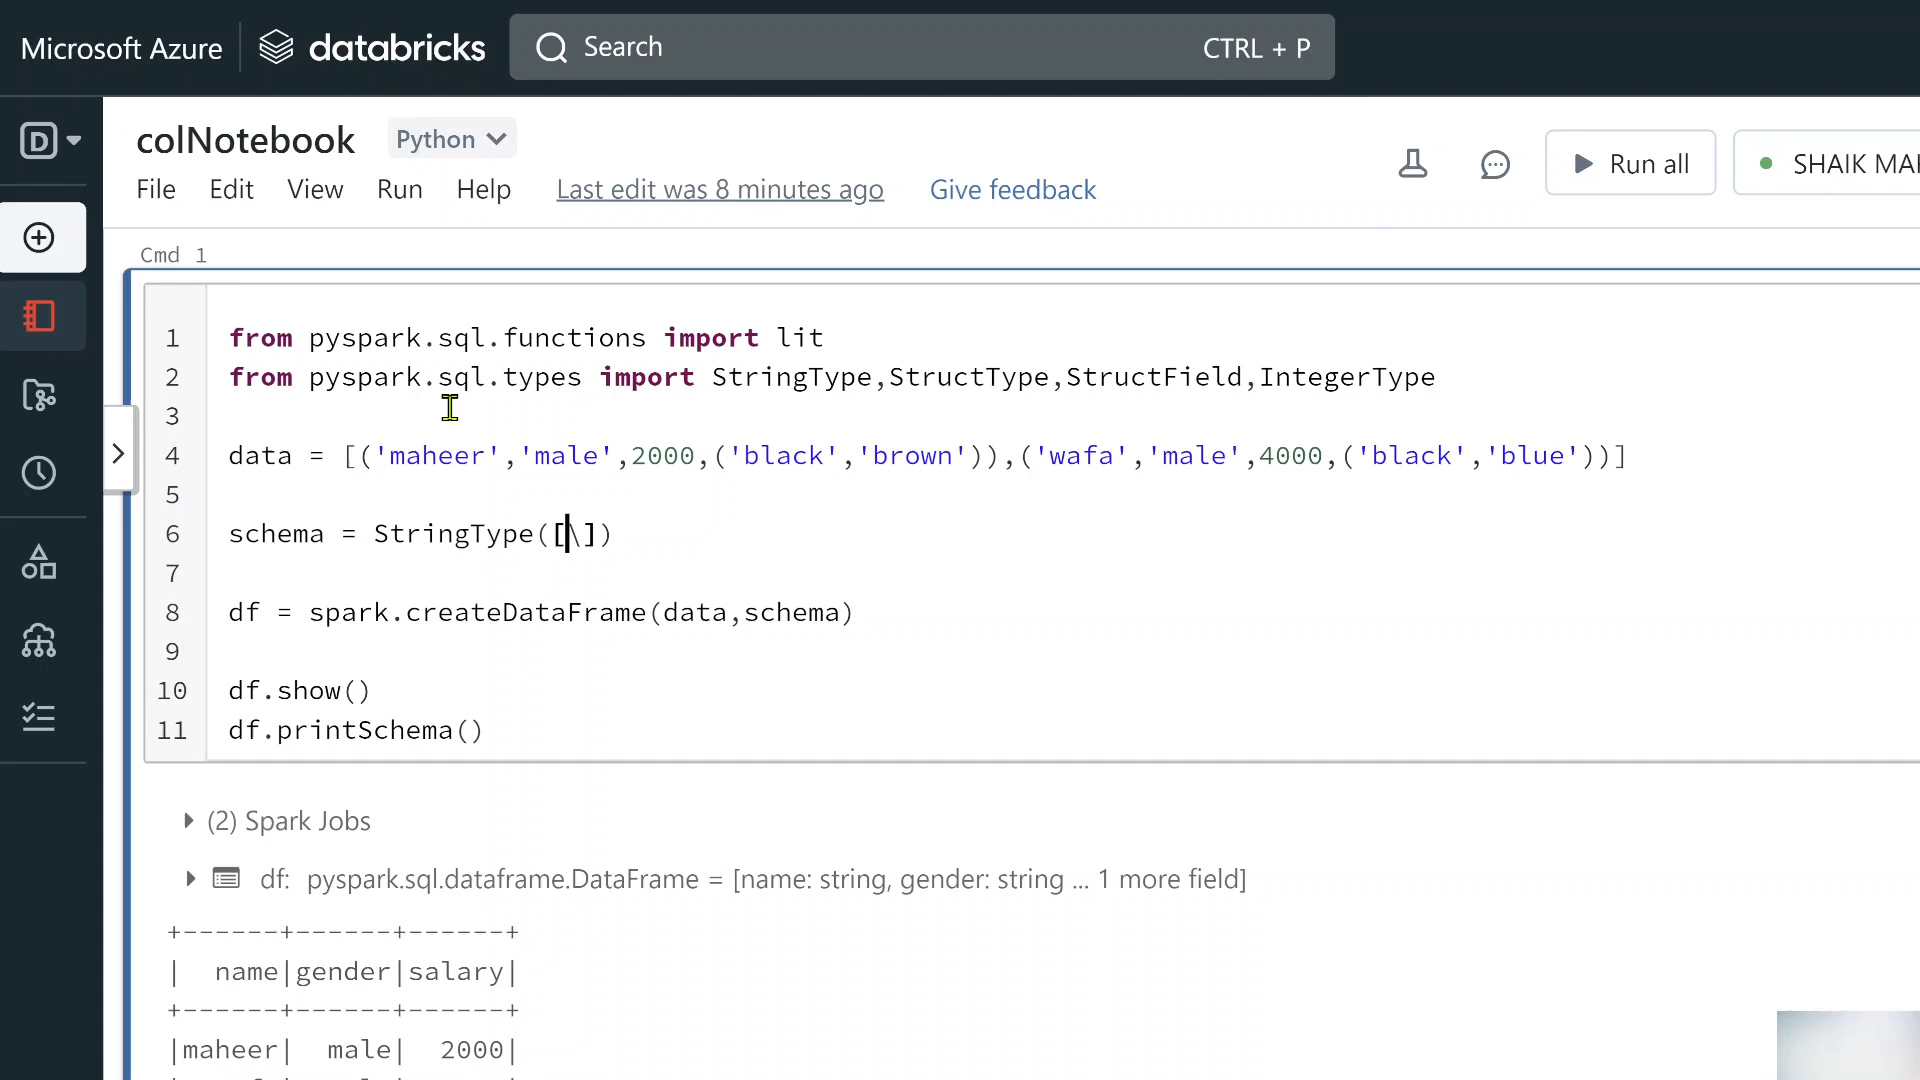 Microsoft Azure databricks Search CTRL + P
D colNotebook Python
File Edit View Run Help Last edit was 8 minutes ago Give feedback Run all SHAIK MAH
Cmd 1
1 from pyspark.sql.functions import lit
2 from pyspark.sql.types import StringType,StructType,StructField,IntegerType
3
4 data = [('maheer','male',2000,('black','brown')),('wafa','male',4000,('black','blue'))]
5
6 schema = StringType([\])
7
8 df = spark.createDataFrame(data,schema)
9
10 df.show()
11 df.printSchema()
(2) Spark Jobs
df: pyspark.sql.dataframe.DataFrame = [name: string, gender: string ... 1 more field]
+------+------+------+
| name|gender|salary|
+------+------+------+
|maheer| male| 2000|